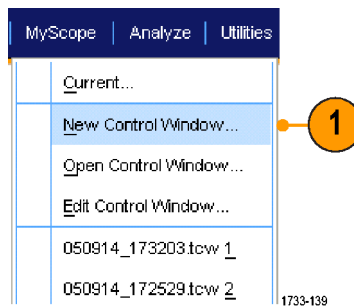 MyScope | Analyze | Utilities
Current...
New Control Window...
1
Open Control Window...
Edit Control Window...
050914_173203.tcw 1
050914_172529.tcw 2
1733-139